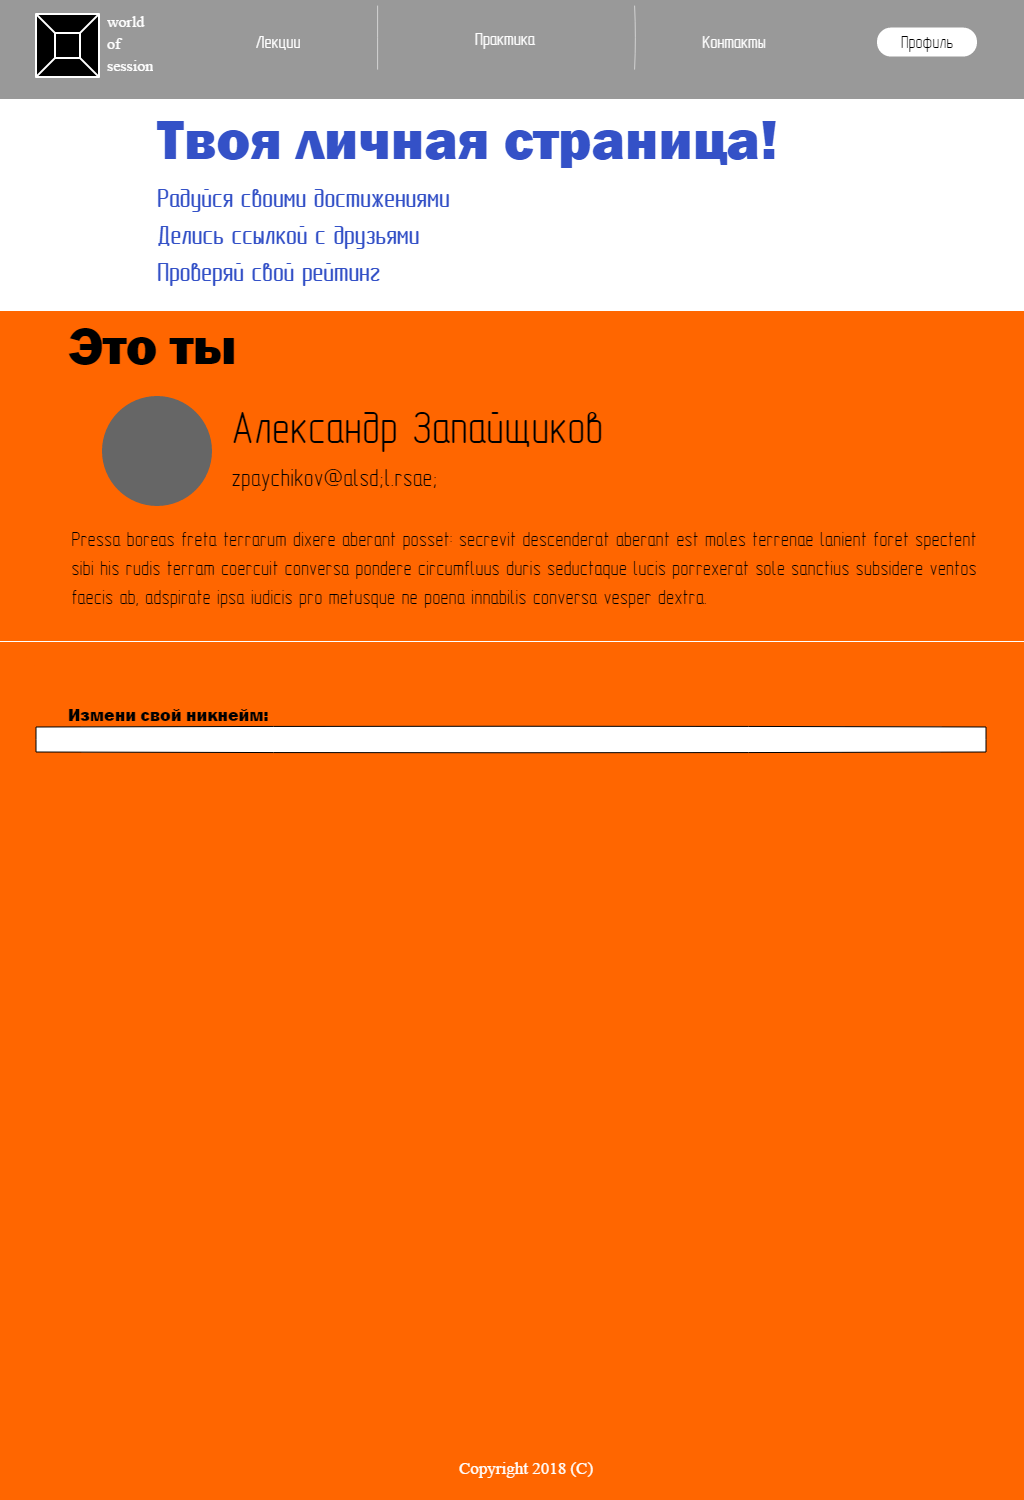 world
of
session
Лекции
Практика
Контакты
Профиль
Твоя личная страница!
Радуйся своими достижениями
Делись ссылкой с друзьями
Проверяй свой рейтинг
Это ты
Александр Запайщиков
zpaychikov@alsd;l.rsae;
Pressa boreas freta terrarum dixere aberant posset: secrevit descenderat aberant est moles terrenae lanient foret spectent
sibi his rudis terram coercuit conversa pondere circumfluus duris seductaque lucis porrexerat sole sanctius subsidere ventos
faecis ab, adspirate ipsa iudicis pro metusque ne poena innabilis conversa vesper dextra.
Измени свой никнейм:
Copyright 2018 (C)